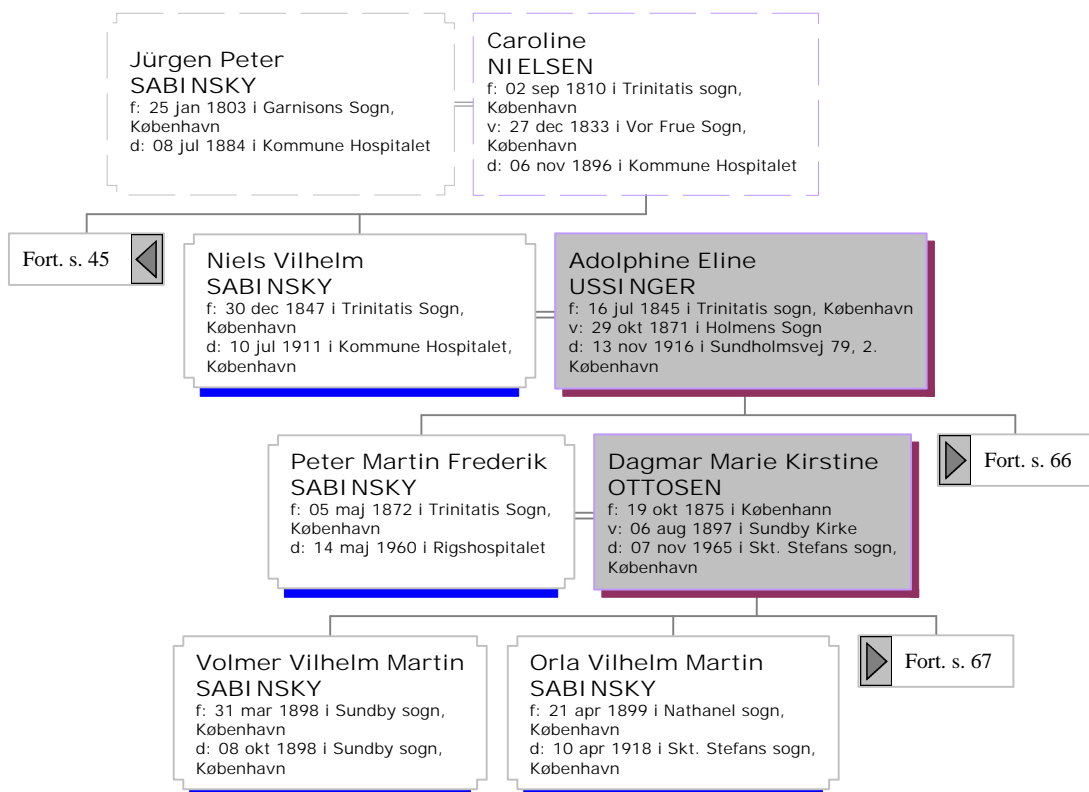 Jürgen Peter
SABINSKY
f: 25 jan 1803 i Garnisons Sogn,
København
d: 08 jul 1884 i Kommune Hospitalet
Caroline
NIELSEN
f: 02 sep 1810 i Trinitatis sogn,
København
v: 27 dec 1833 i Vor Frue Sogn,
København
d: 06 nov 1896 i Kommune Hospitalet
Fort. s. 45
Niels Vilhelm
SABINSKY
f: 30 dec 1847 i Trinitatis Sogn,
København
d: 10 jul 1911 i Kommune Hospitalet,
København
Adolphine Eline
USSINGER
f: 16 jul 1845 i Trinitatis sogn, København
v: 29 okt 1871 i Holmens Sogn
d: 13 nov 1916 i Sundholmsvej 79, 2.
København
Peter Martin Frederik
SABINSKY
f: 05 maj 1872 i Trinitatis Sogn,
København
d: 14 maj 1960 i Rigshospitalet
Dagmar Marie Kirstine
OTTOSEN
f: 19 okt 1875 i Københann
v: 06 aug 1897 i Sundby Kirke
d: 07 nov 1965 i Skt. Stefans sogn,
København
Fort. s. 66
Volmer Vilhelm Martin
SABINSKY
f: 31 mar 1898 i Sundby sogn,
København
d: 08 okt 1898 i Sundby sogn,
København
Orla Vilhelm Martin
SABINSKY
f: 21 apr 1899 i Nathanel sogn,
København
d: 10 apr 1918 i Skt. Stefans sogn,
København
Fort. s. 67